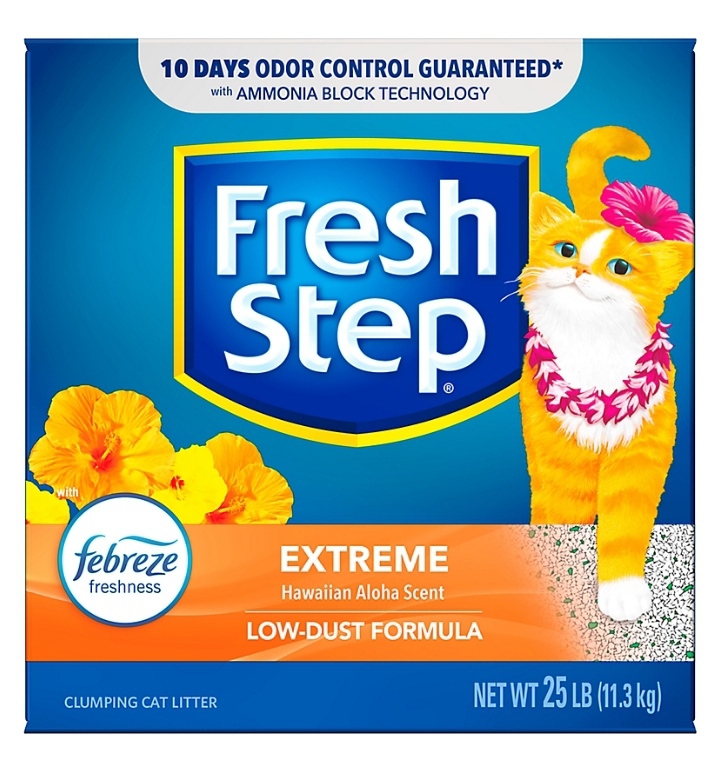 10 DAYS ODOR CONTROL GUARANTEED*
with AMMONIA BLOCK TECHNOLOGY
Fresh
Step®
with
febreze
freshness
EXTREME
Hawaiian Aloha Scent
LOW-DUST FORMULA
CLUMPING CAT LITTER
NET WT 25 LB (11.3 kg)